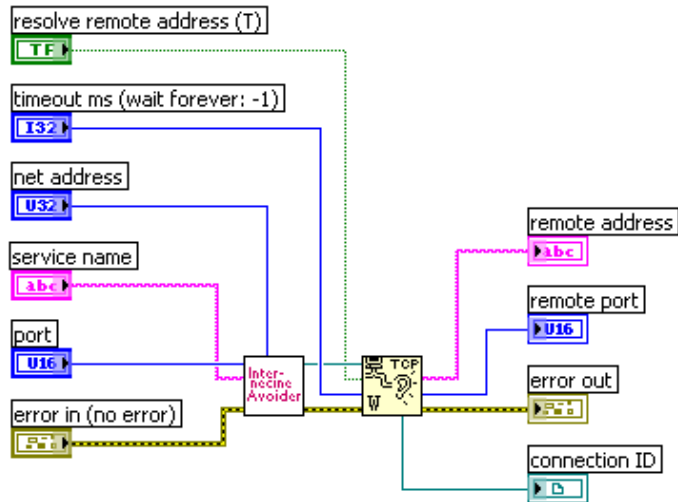 resolve remote address (T)
TF
timeout ms (wait forever: -1)
I32
net address
U32
service name
abc
port
U16
error in (no error)
Inter-
necine
Avoider
TCP
W
remote address
abc
remote port
U16
error out
connection ID